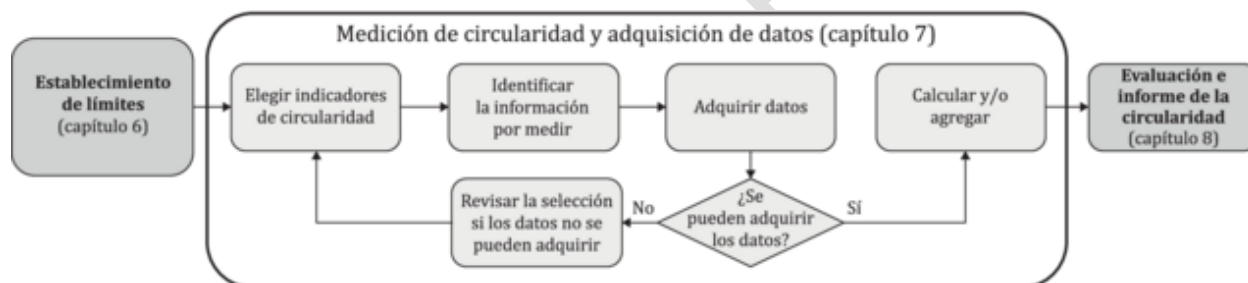 Medición de circularidad y adquisición de datos (capítulo 7)
Establecimiento
de límites
(capítulo 6)
Elegir indicadores
de circularidad
Identificar
la información
por medir
Adquirir datos
Calcular y/o
agregar
Evaluación e
informe de la
circularidad
(capítulo 8)
Revisar la selección
si los datos no se
pueden adquirir
No
¿Se
pueden adquirir
los datos?
Sí